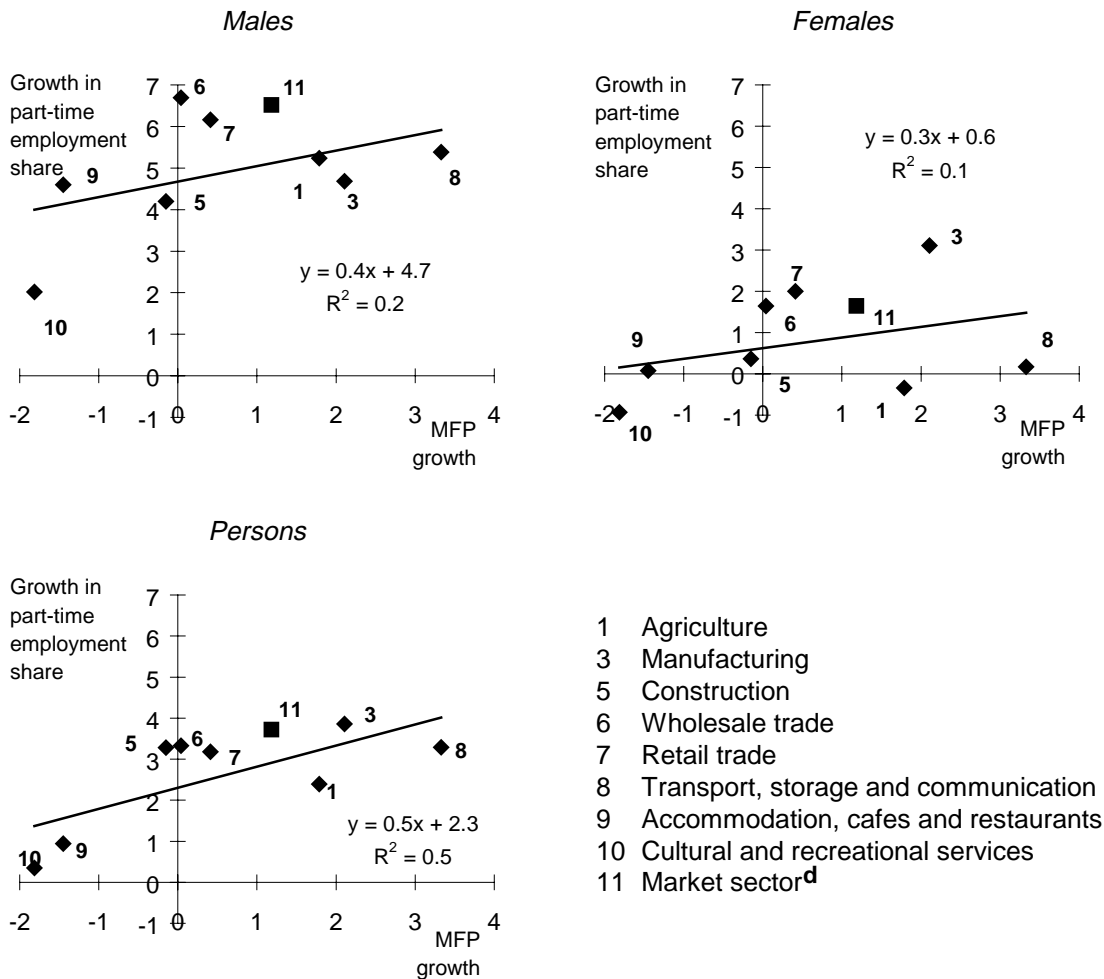 Males
Growth in
part-time
employment
share
7
6
5
4
3
2
1
0
-1
-2 -1 0 1 2 3 4
MFP
growth
6
11
7
9
5
1
3
8
10
y = 0.4x + 4.7
R² = 0.2
Females
Growth in
part-time
employment
share
7
6
5
4
3
2
1
0
-1
-2 -1 0 1 2 3 4
MFP
growth
y = 0.3x + 0.6
R² = 0.1
3
7
6
11
9
8
5
1
10
Persons
Growth in
part-time
employment
share
7
6
5
4
3
2
1
0
-1
-2 -1 0 1 2 3 4
MFP
growth
11
3
5
6
7
8
1
10
9
y = 0.5x + 2.3
R² = 0.5
1 Agriculture
3 Manufacturing
5 Construction
6 Wholesale trade
7 Retail trade
8 Transport, storage and communication
9 Accommodation, cafes and restaurants
10 Cultural and recreational services
11 Market sector^d